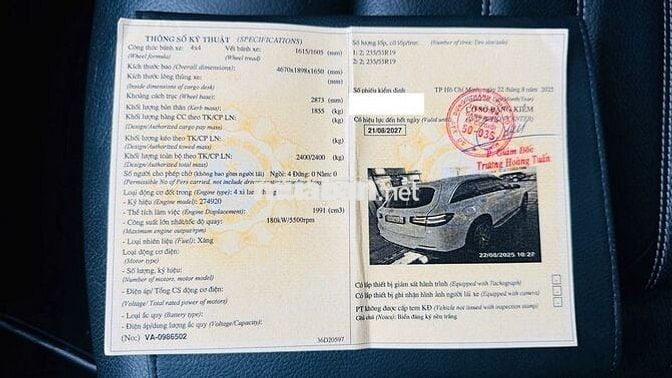 THÔNG SỐ KỸ THUẬT (SPECIFICATIONS)
Công thức bánh xe: 4x4 Vết bánh xe: 1615/1605 (mm)
(Wheel formula) (Wheel tread)
Kích thước bao (Overall dimensions): 4670x1898x1650 (mm)
Kích thước lòng thùng xe: (mm)
(Inside dimensions of cargo desk)
Khoảng cách trục (Wheel base): 2873 (mm)
Khối lượng bản thân (Kerb mass): 1855 (kg)
Khối lượng hàng CC theo TK/CP LN: (kg)
(Design/Authorized cargo pay mass)
Khối lượng kéo theo TK/CP LN: (kg)
(Design/Authorized towed mass)
Khối lượng toàn bộ theo TK/CP LN: 2400/2400 (kg)
(Design/Authorized total mass)
Số người cho phép chở (không bao gồm người lái): Ngồi: 4 Đứng: 0 Nằm: 0
(Permissible No of Pers carried, not include driver
Loại động cơ đốt trong (Engine type): 4 xi lanh
- Ký hiệu (Engine model): 274920
- Thể tích làm việc (Engine Displacement): 1991 (cm3)
- Công suất lớn nhất/tốc độ quay: 180kW/5500rpm
(Maximum engine output/rpm)
- Loại nhiên liệu (Fuel): Xăng
Loại động cơ điện:
(Motor type)
- Số lượng, ký hiệu:
(Number of motors, motor model)
- Điện áp/ Tổng CS động cơ điện:
(Voltage/ Total rated power of motors)
- Loại ắc quy (Battery type):
- Điện áp/dung lượng ắc quy (Voltage/Capacity):
(No:) VA-0986502 36D20597
Số lượng lốp, cỡ lốp/trục (Number of tires; Tire size/axle)
1: 2; 235/55R19
2: 2; 235/55R19
Số phiếu kiểm định TP Hồ Chí Minh, ngày 22 tháng 8 năm 2025
CƠ SỞ ĐĂNG KIỂM
Có hiệu lực đến hết ngày (Valid until)
21/08/2027
50-03S
P. Giám Đốc
Trương Hoàng Tuấn
22/08/2025 10:27
Có lắp thiết bị giám sát hành trình (Equipped with Tachograph)
Có lắp thiết bị ghi nhận hình ảnh người lái xe (Equipped with camera)
PT không được cấp tem KĐ (Vehicle not issued with inspection stamp)
Ghi chú (Notes): Biển đăng ký nền trắng